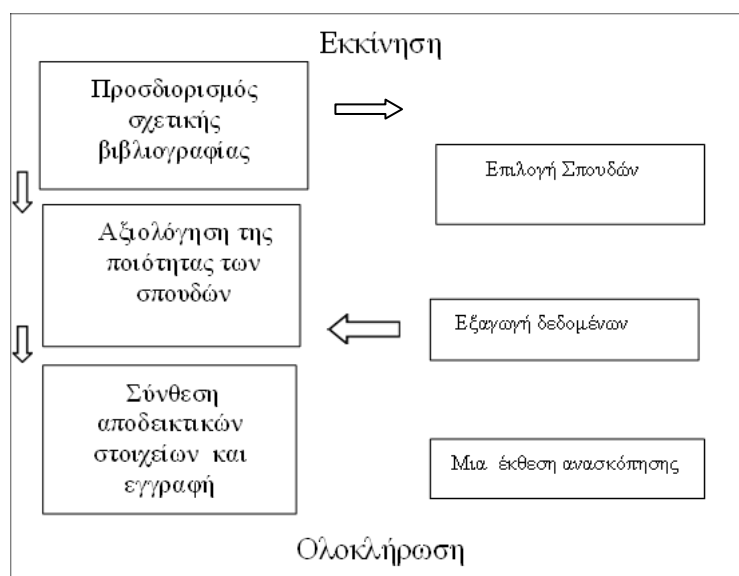 Εκκίνηση
Προσδιορισμός
σχετικής
βιβλιογραφίας
Επιλογή Σπουδών
Αξιολόγηση της
ποιότητας των
σπουδών
Εξαγωγή δεδομένων
Σύνθεση
αποδεικτικών
στοιχείων και
εγγραφή
Μια έκθεση ανασκόπησης
Ολοκλήρωση